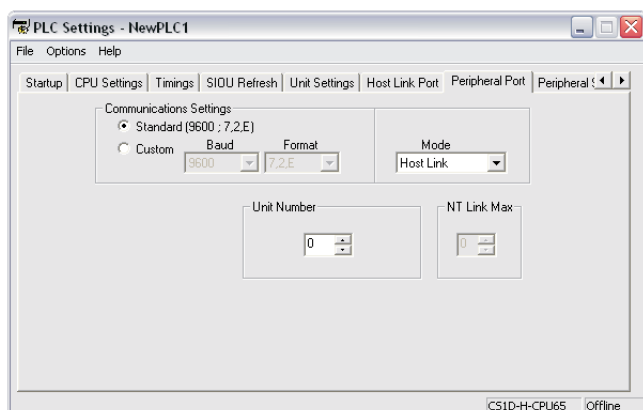 PLC Settings - NewPLC1
File Options Help
Startup CPU Settings Timings SIOU Refresh Unit Settings Host Link Port Peripheral Port Peripheral
Communications Settings
Standard (9600 ; 7,2,E)
Custom Baud Format Mode
9600 7,2,E Host Link
Unit Number NT Link Max
0 0
CS1D-H-CPU65 Offline